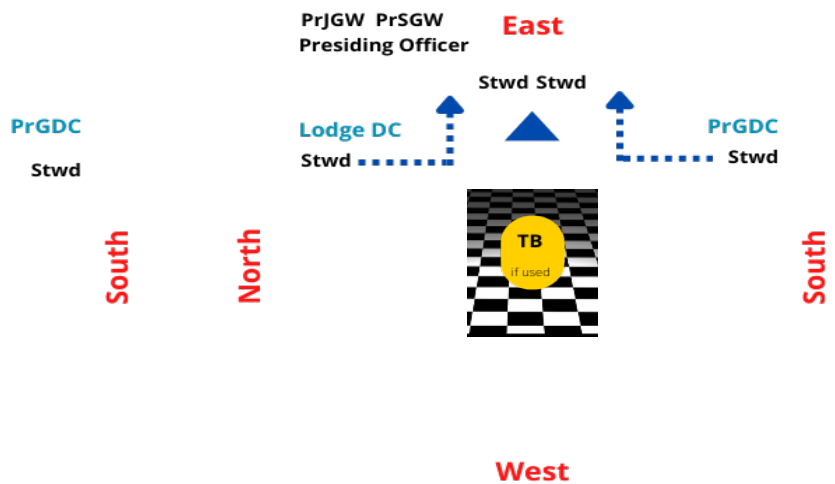 PrJGW PrSGW
Presiding Officer
East
Stwd Stwd
PrGDC
Lodge DC
PrGDC
Stwd
Stwd
Stwd
South
North
TB
if used
South
West